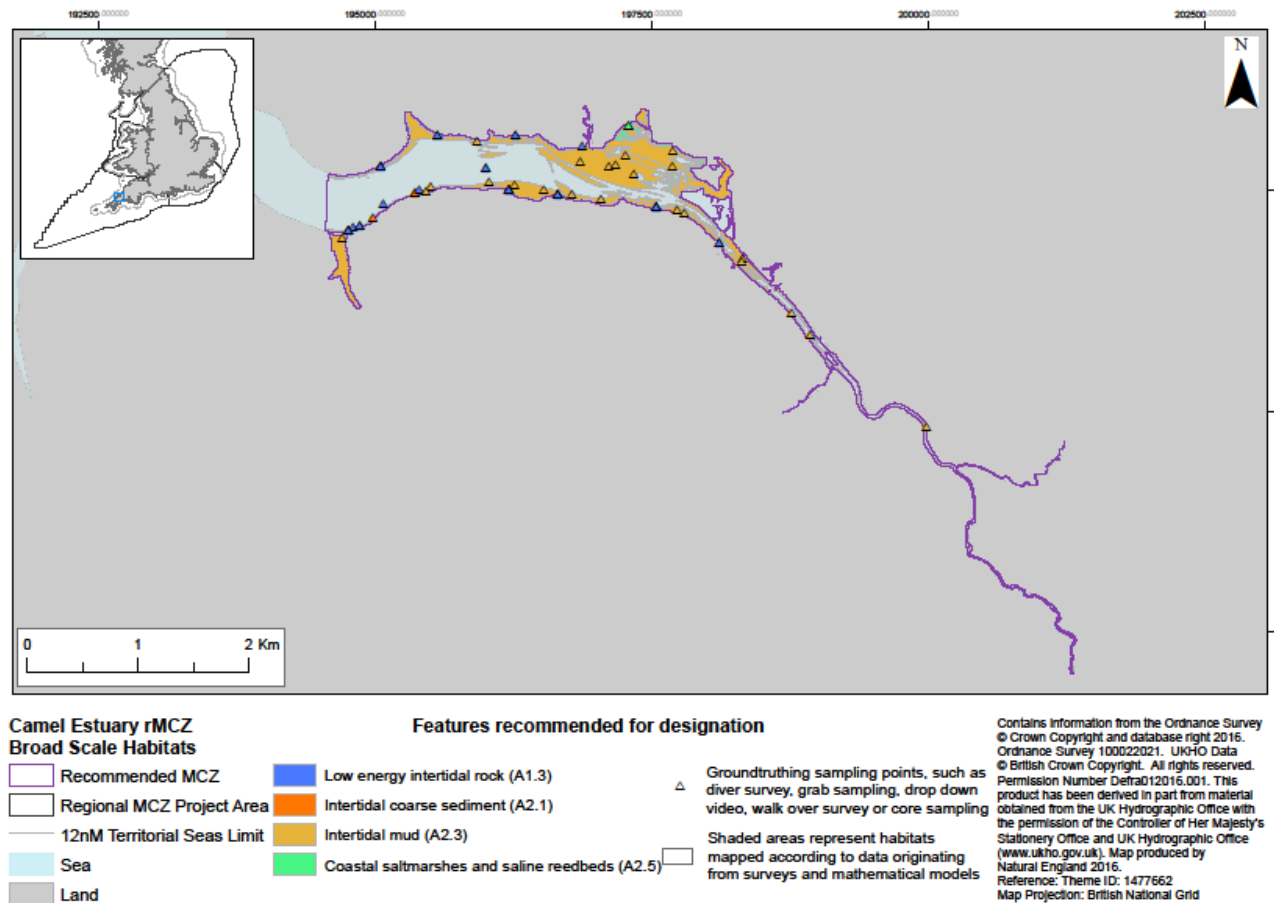 192500.000000
195000.000000
197500.000000
200000.000000
202500.000000
N
0 1 2 Km
Camel Estuary rMCZ
Broad Scale Habitats
Recommended MCZ
Regional MCZ Project Area
12nM Territorial Seas Limit
Sea
Land
Features recommended for designation
Low energy intertidal rock (A1.3)
Intertidal coarse sediment (A2.1)
Intertidal mud (A2.3)
Coastal saltmarshes and saline reedbeds (A2.5)
Groundtruthing sampling points, such as
diver survey, grab sampling, drop down
video, walk over survey or core sampling
Shaded areas represent habitats
mapped according to data originating
from surveys and mathematical models
Contains Information from the Ordnance Survey
© Crown Copyright and database right 2016.
Ordnance Survey 100022021. UKHO Data
© British Crown Copyright. All rights reserved.
Permission Number Defra012016.001. This
product has been derived in part from material
obtained from the UK Hydrographic Office with
the permission of the Controller of Her Majesty's
Stationery Office and UK Hydrographic Office
(www.ukho.gov.uk). Map produced by
Natural England 2016.
Reference: Theme ID: 1477662
Map Projection: British National Grid